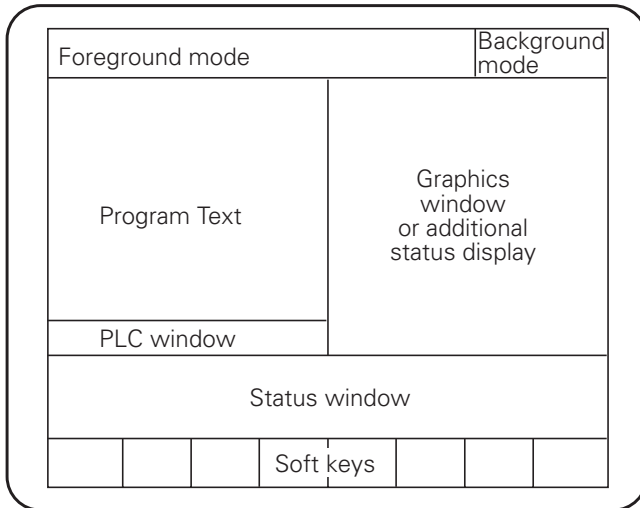 Foreground mode
Background
mode
Program Text
Graphics
window
or additional
status display
PLC window
Status window
Soft keys